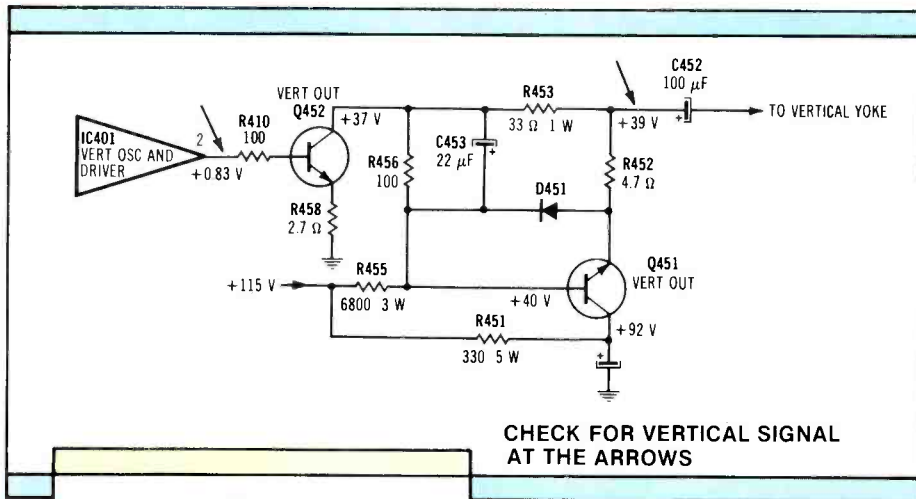 C452
100 µF
R453
VERT OUT
Q452
+37 V
33 Ω 1 W
+39 V
TO VERTICAL YOKE
R410
100
IC401
VERT OSC AND
DRIVER
2
+0.83 V
C453
22 µF
R456
100
R452
4.7 Ω
D451
R458
2.7 Ω
Q451
VERT OUT
+115 V
R455
6800 3 W
+40 V
R451
330 5 W
+92 V
CHECK FOR VERTICAL SIGNAL
AT THE ARROWS